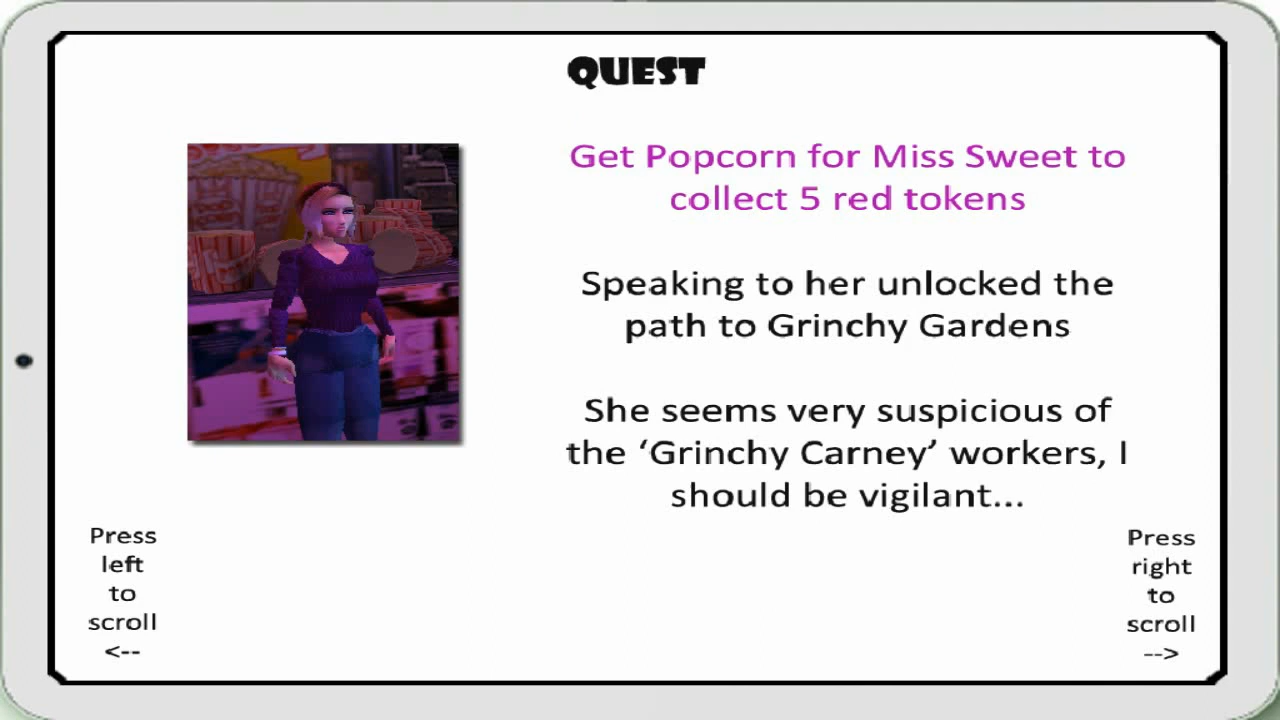 QUEST
Get Popcorn for Miss Sweet to
collect 5 red tokens
Speaking to her unlocked the
path to Grinchy Gardens
She seems very suspicious of
the ‘Grinchy Carney’ workers, I
should be vigilant...
Press
left
to
scroll
<--
Press
right
to
scroll
-->